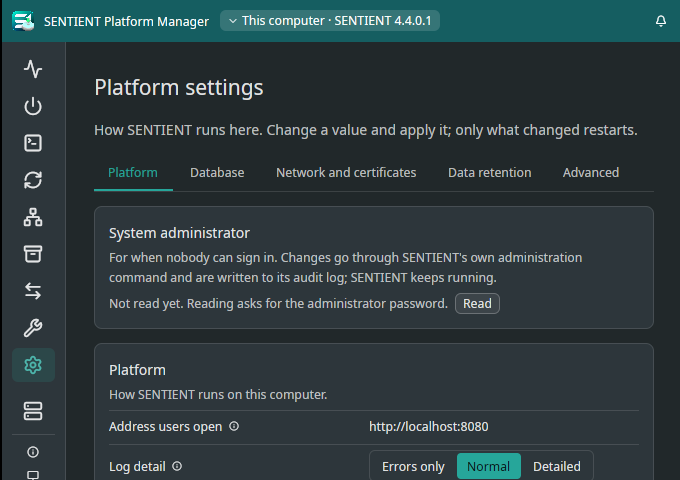 SENTIENT Platform Manager
This computer · SENTIENT 4.4.0.1
Platform settings
How SENTIENT runs here. Change a value and apply it; only what changed restarts.
Platform
Database
Network and certificates
Data retention
Advanced
System administrator
For when nobody can sign in. Changes go through SENTIENT's own administration
command and are written to its audit log; SENTIENT keeps running.
Not read yet. Reading asks for the administrator password.
Read
Platform
How SENTIENT runs on this computer.
Address users open
http://localhost:8080
Log detail
Errors only
Normal
Detailed